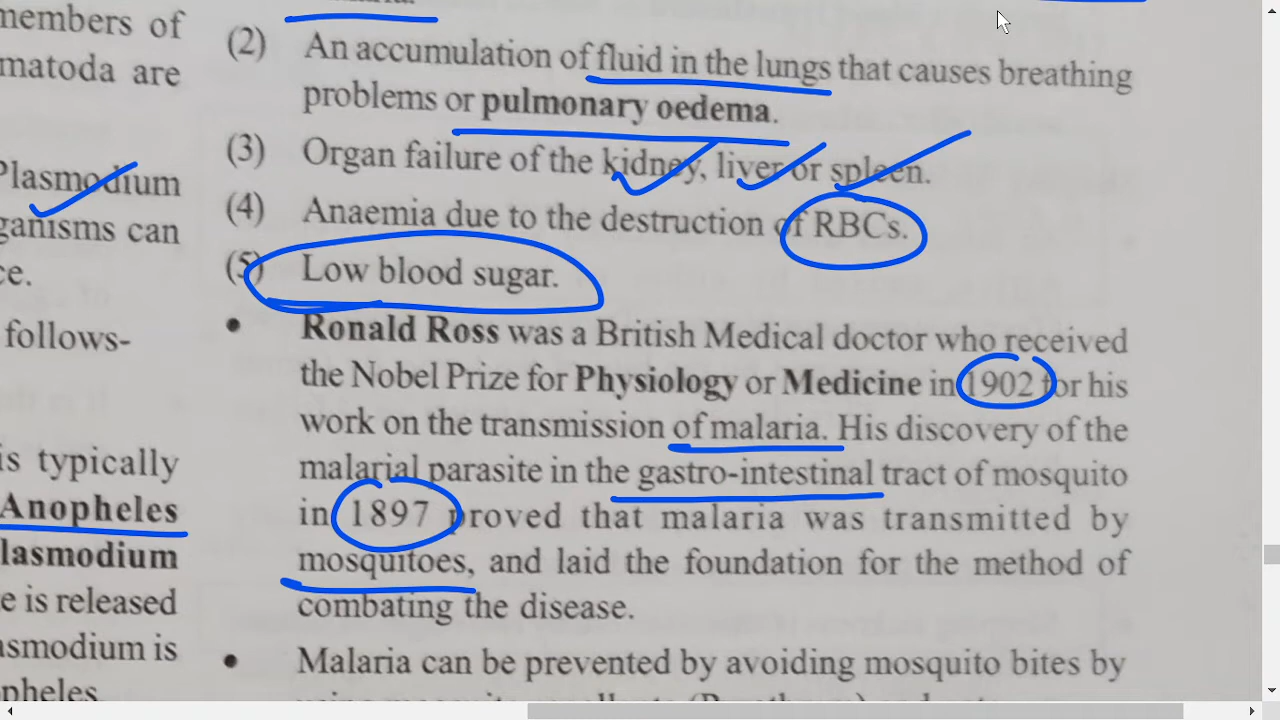 members of
matoda are
Plasmodium
ganisms can
ce.
follows-
is typically
Anopheles
lasmodium
e is released
asmodium is
pheles.
(2) An accumulation of fluid in the lungs that causes breathing
problems or pulmonary oedema.
(3) Organ failure of the kidney, liver or spleen.
(4) Anaemia due to the destruction of RBCs.
(5) Low blood sugar.
• Ronald Ross was a British Medical doctor who received
the Nobel Prize for Physiology or Medicine in 1902 for his
work on the transmission of malaria. His discovery of the
malarial parasite in the gastro-intestinal tract of mosquito
in 1897 proved that malaria was transmitted by
mosquitoes, and laid the foundation for the method of
combating the disease.
• Malaria can be prevented by avoiding mosquito bites by